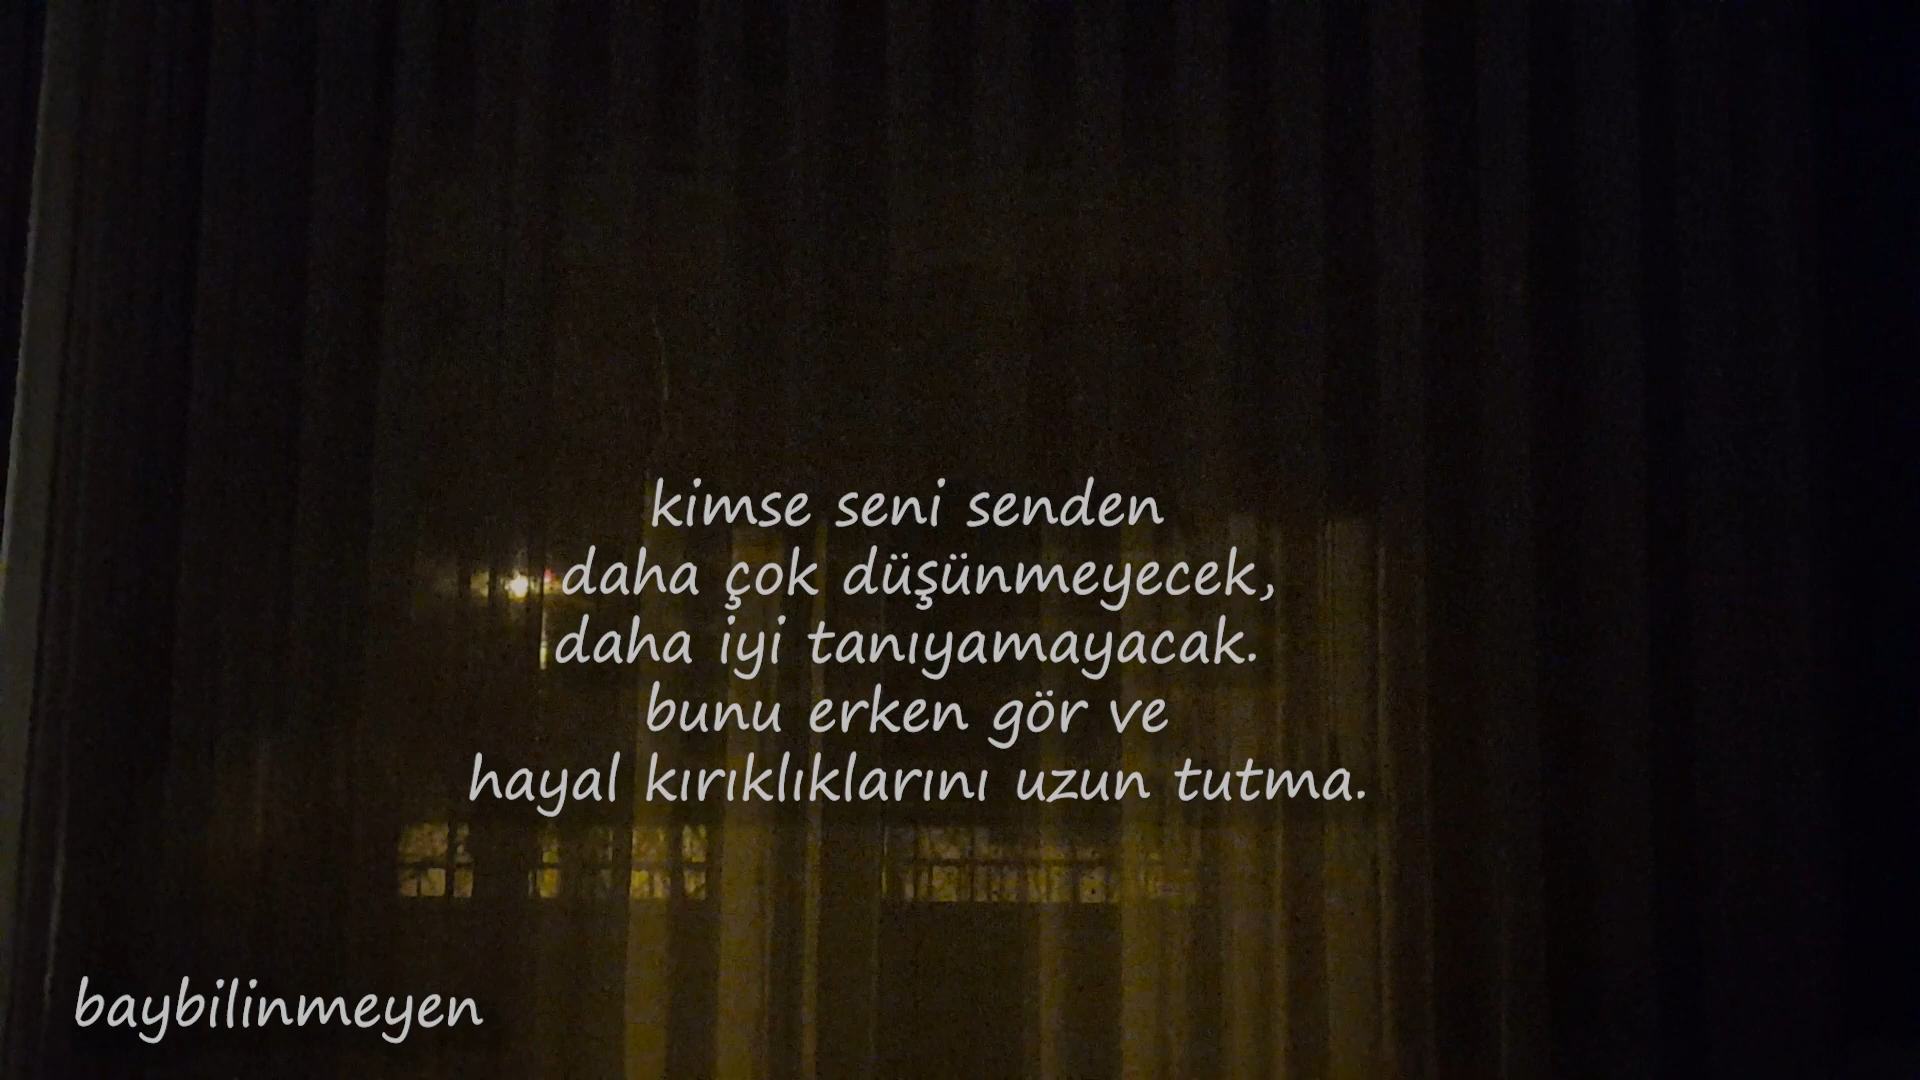 kimse seni senden
daha çok düşünmeyecek,
daha iyi tanıyamayacak.
bunu erken gör ve
hayal kırıklıklarını uzun tutma.
baybilinmeyen